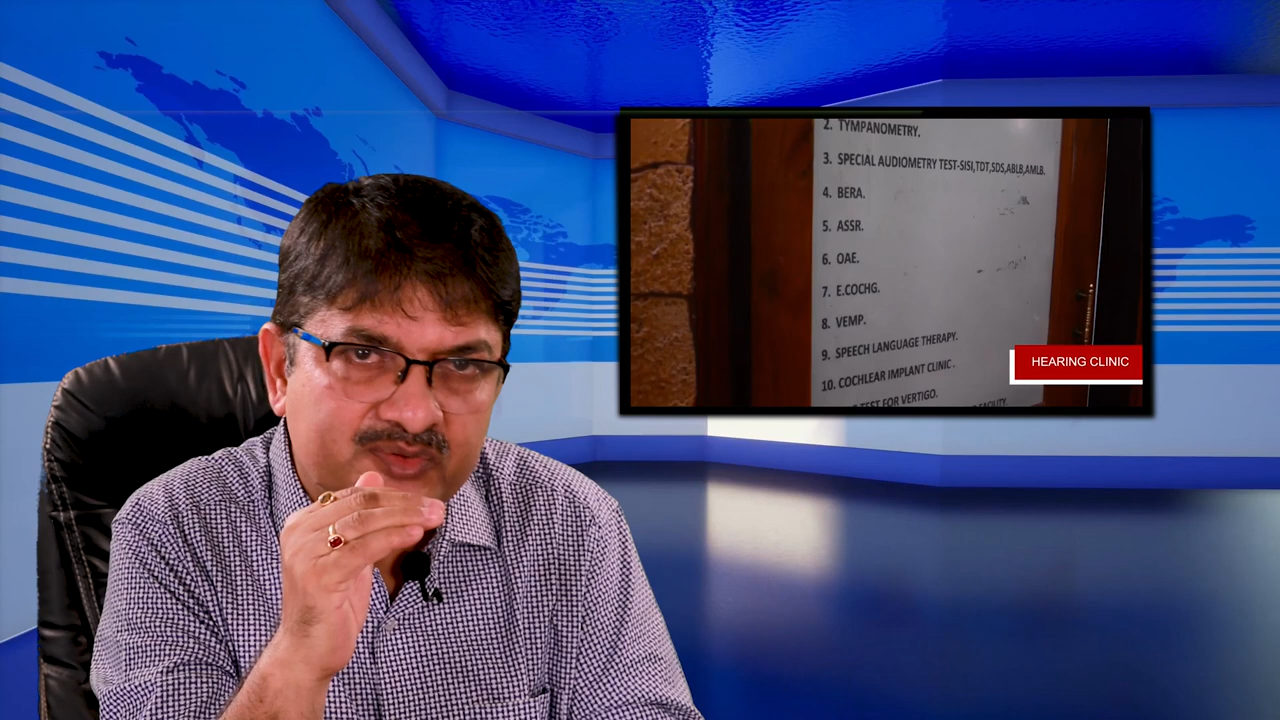 2. TYMPANOMETRY.
3. SPECIAL AUDIOMETRY TEST-SISI,TDT,SDS,ABLB,AMLB.
4. BERA.
5. ASSR.
6. OAE.
7. E.COCHG.
8. VEMP.
9. SPEECH LANGUAGE THERAPY.
10. COCHLEAR IMPLANT CLINIC.
TEST FOR VERTIGO.
FACILITY.
HEARING CLINIC